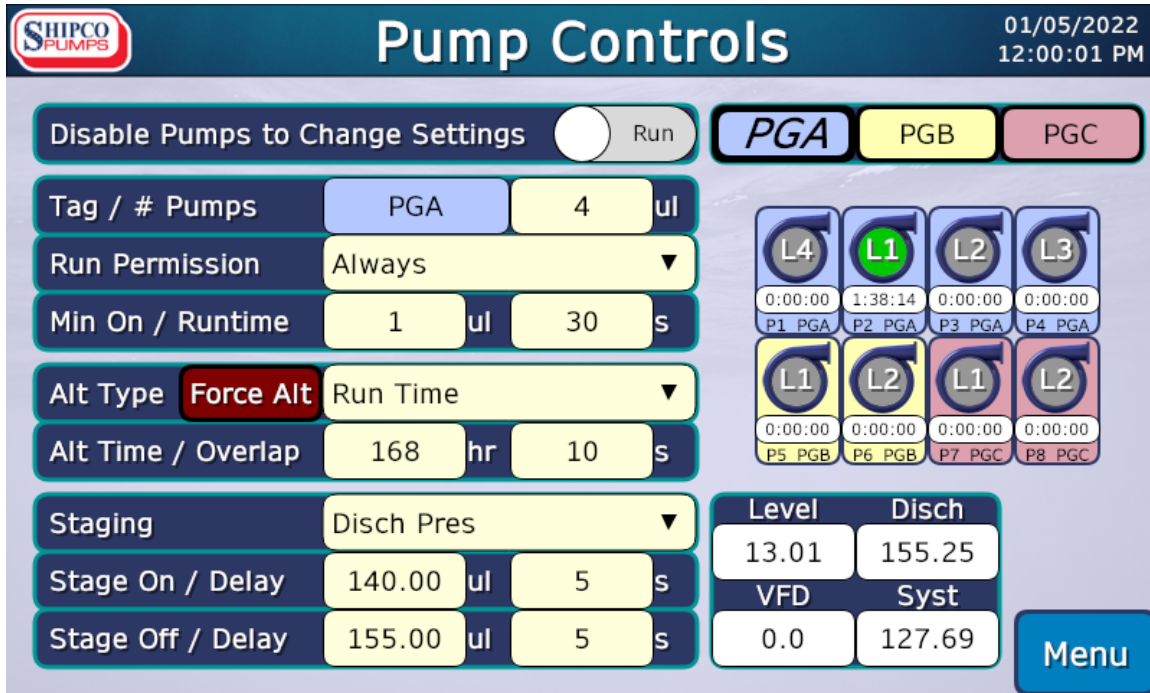 SHIPCO
PUMPS
Pump Controls
01/05/2022
12:00:01 PM
Disable Pumps to Change Settings Run
PGA PGB PGC
Tag / # Pumps PGA 4 ul
Run Permission Always ▼
Min On / Runtime 1 ul 30 s
Alt Type Force Alt Run Time ▼
Alt Time / Overlap 168 hr 10 s
Staging Disch Pres ▼
Stage On / Delay 140.00 ul 5 s
Stage Off / Delay 155.00 ul 5 s
L4 L1 L2 L3
0:00:00 1:38:14 0:00:00 0:00:00
P1 PGA P2 PGA P3 PGA P4 PGA
L1 L2 L1 L2
0:00:00 0:00:00 0:00:00 0:00:00
P5 PGB P6 PGB P7 PGC P8 PGC
Level Disch
13.01 155.25
VFD Syst
0.0 127.69
Menu